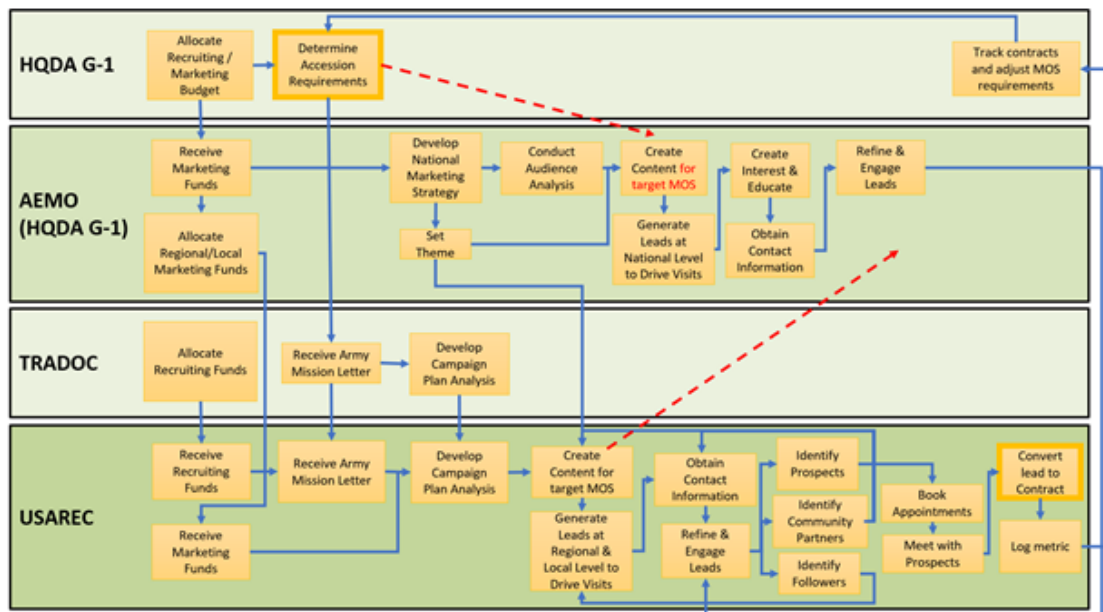 HQDA G-1
Allocate
Recruiting /
Marketing
Budget
Determine
Accession
Requirements
Track contracts
and adjust MOS
requirements
AEMO
(HQDA G-1)
Receive
Marketing
Funds
Develop
National
Marketing
Strategy
Conduct
Audience
Analysis
Create
Content for
target MOS
Create
Interest &
Educate
Refine &
Engage
Leads
Allocate
Regional/Local
Marketing Funds
Set
Theme
Generate
Leads at
National Level
to Drive Visits
Obtain
Contact
Information
TRADOC
Allocate
Recruiting Funds
Receive Army
Mission Letter
Develop
Campaign
Plan Analysis
USAREC
Receive
Recruiting
Funds
Receive Army
Mission Letter
Develop
Campaign
Plan Analysis
Create
Content for
target MOS
Obtain
Contact
Information
Identify
Prospects
Convert
lead to
Contract
Book
Appointments
Receive
Marketing
Funds
Generate
Leads at
Regional &
Local Level to
Drive Visits
Refine &
Engage
Leads
Identify
Community
Partners
Identify
Followers
Meet with
Prospects
Log metric